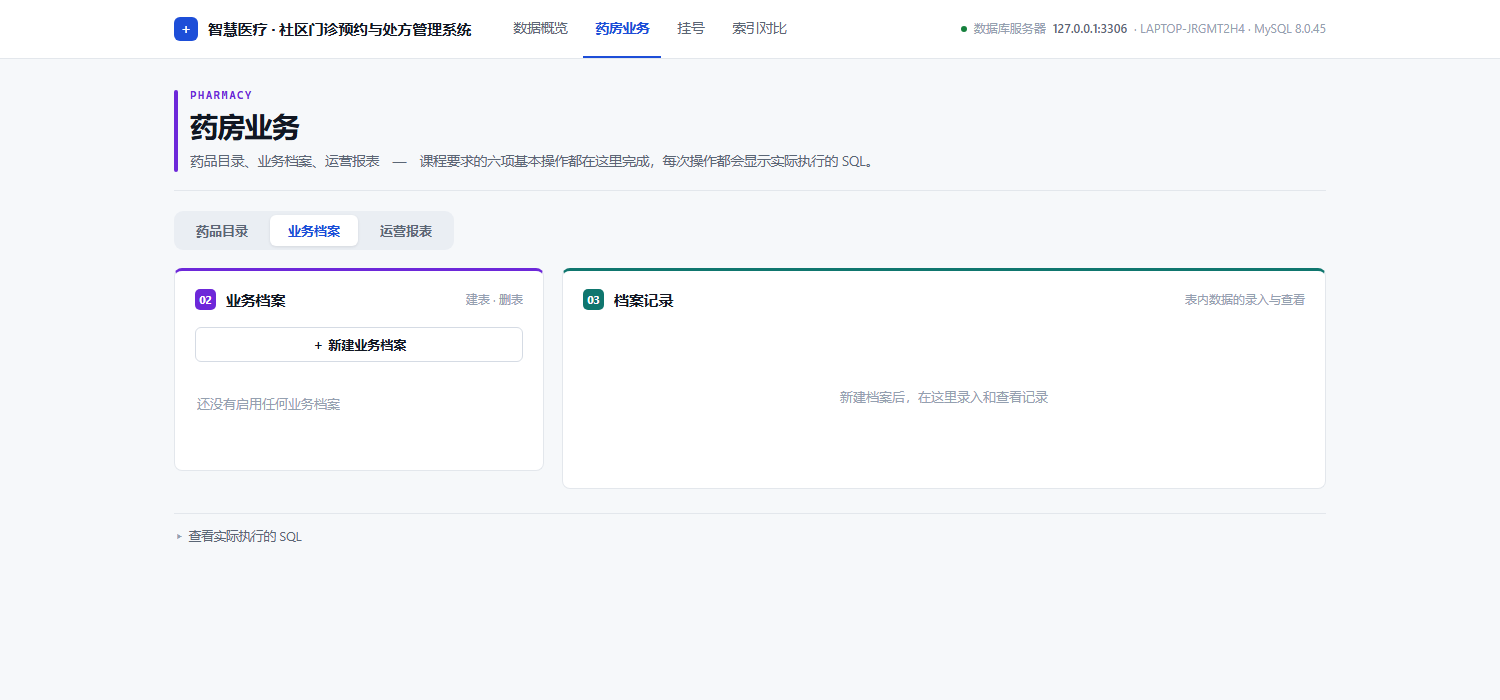 + 智慧医疗 · 社区门诊预约与处方管理系统 数据概览 药房业务 挂号 索引对比 数据库服务器 127.0.0.1:3306 · LAPTOP-JRGMT2H4 · MySQL 8.0.45
PHARMACY
药房业务
药品目录、业务档案、运营报表 — 课程要求的六项基本操作都在这里完成，每次操作都会显示实际执行的 SQL。
药品目录 业务档案 运营报表
02 业务档案 建表 · 删表
+ 新建业务档案
还没有启用任何业务档案
03 档案记录 表内数据的录入与查看
新建档案后，在这里录入和查看记录
▸ 查看实际执行的 SQL